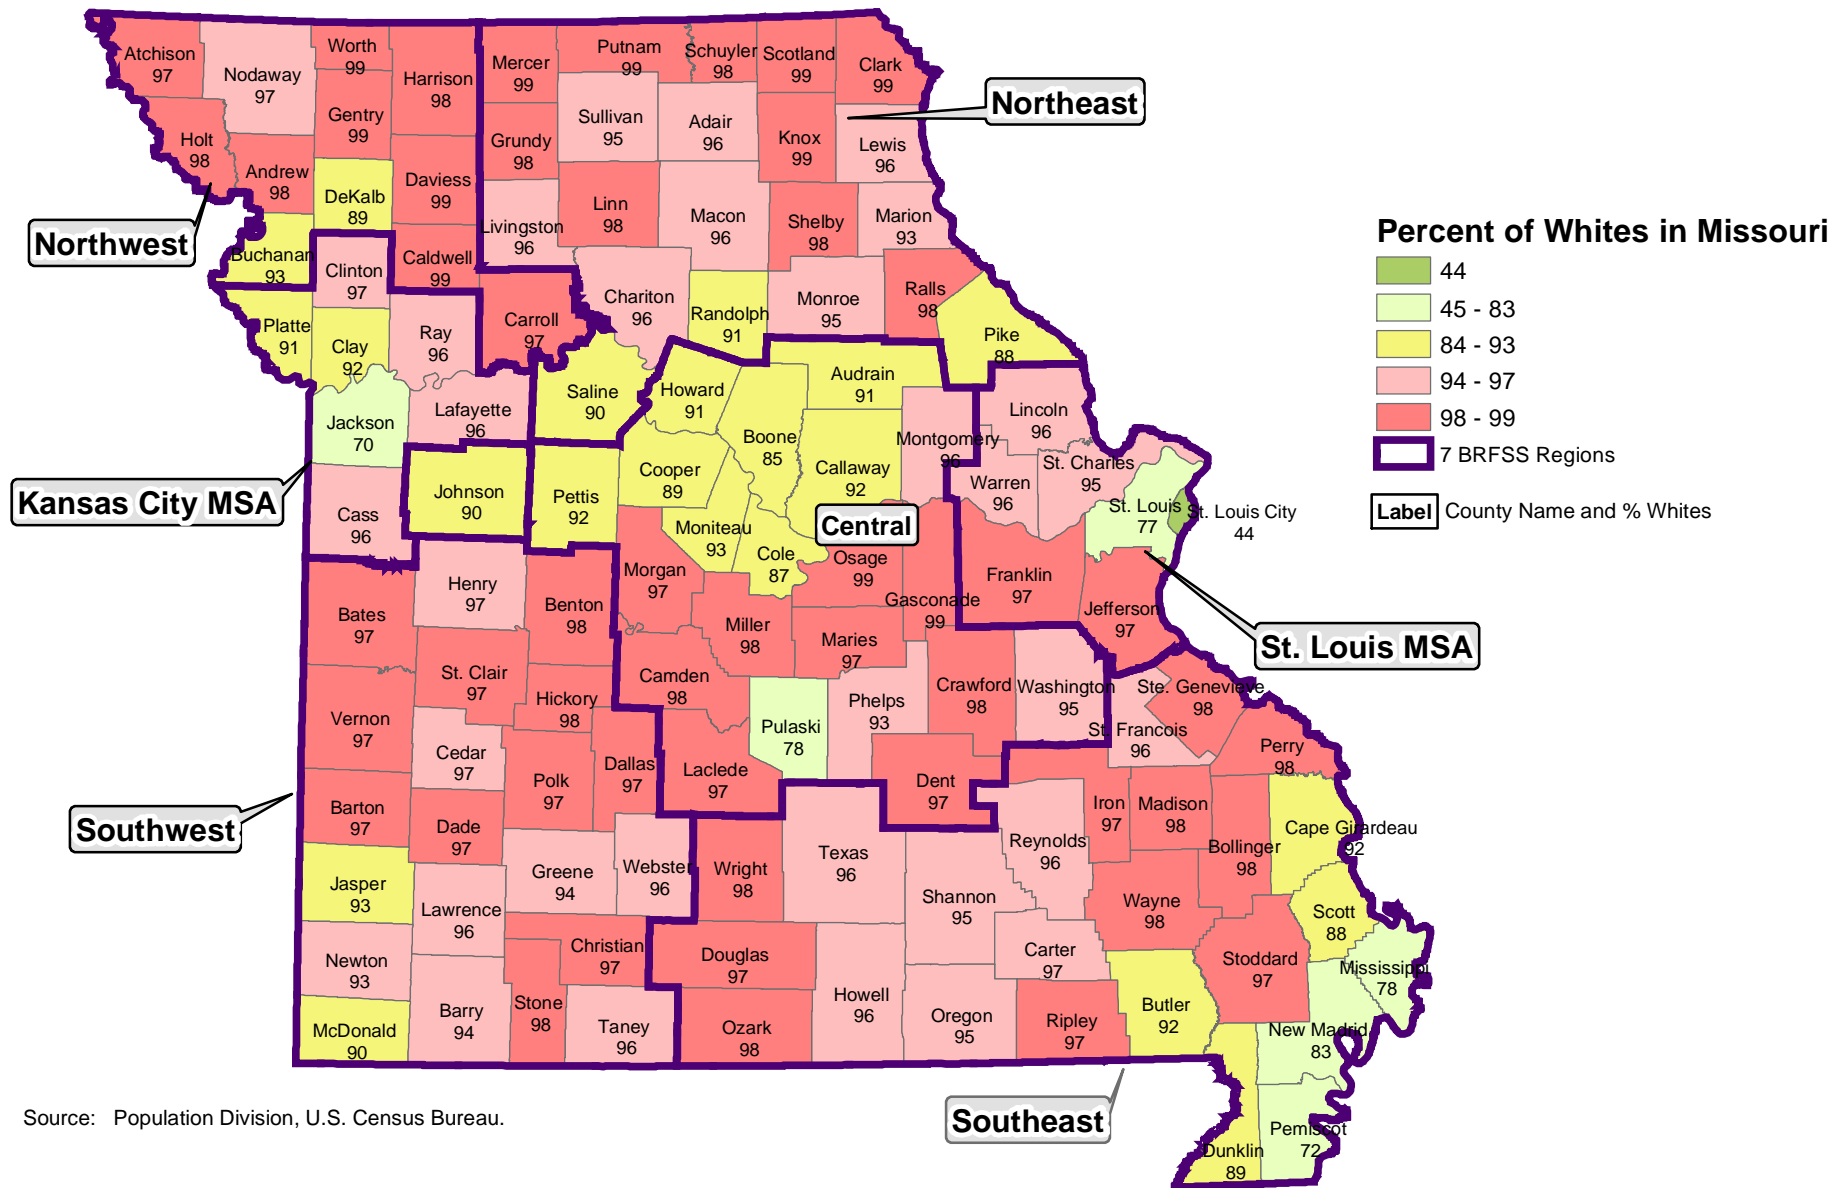 Atchison
97
Nodaway
97
Worth
99
Harrison
98
Mercer
99
Putnam
99
Schuyler
98
Scotland
99
Clark
99
Gentry
99
Sullivan
95
Adair
96
Northeast
Holt
98
Andrew
98
Grundy
98
Knox
99
Lewis
96
DeKalb
89
Daviess
99
Linn
98
Macon
96
Shelby
98
Marion
93
Livingston
96
Northwest
Buchanan
93
Clinton
97
Caldwell
99
Chariton
96
Randolph
91
Monroe
95
Ralls
98
Pike
88
Platte
91
Clay
92
Ray
96
Carroll
97
Saline
90
Howard
91
Audrain
91
Jackson
70
Lafayette
96
Boone
85
Callaway
92
Montgomery
96
Lincoln
96
Warren
96
St. Charles
95
St. Louis
77
St. Louis City
44
Kansas City MSA
Johnson
90
Pettis
92
Cooper
89
Cass
96
Moniteau
93
Cole
87
Central
Osage
99
Gasconade
99
Franklin
97
Jefferson
97
St. Louis MSA
Henry
97
Benton
98
Morgan
97
Miller
98
Maries
97
Bates
97
St. Clair
97
Hickory
98
Camden
98
Pulaski
78
Phelps
93
Crawford
98
Washington
95
Ste. Genevieve
98
St. Francois
96
Perry
98
Vernon
97
Cedar
97
Polk
97
Dallas
97
Laclede
97
Dent
97
Southwest
Barton
97
Dade
97
Greene
94
Webster
96
Wright
98
Texas
96
Reynolds
96
Iron
97
Madison
98
Bollinger
98
Cape Girardeau
92
Jasper
93
Lawrence
96
Shannon
95
Wayne
98
Scott
88
Newton
93
Christian
97
Douglas
97
Carter
97
Stoddard
97
Mississippi
78
McDonald
90
Barry
94
Stone
98
Taney
96
Ozark
98
Howell
96
Oregon
95
Ripley
97
Butler
92
New Madrid
83
Southeast
Dunklin
89
Pemiscot
72
Percent of Whites in Missouri
44
45 - 83
84 - 93
94 - 97
98 - 99
7 BRFSS Regions
Label County Name and % Whites
Source: Population Division, U.S. Census Bureau.